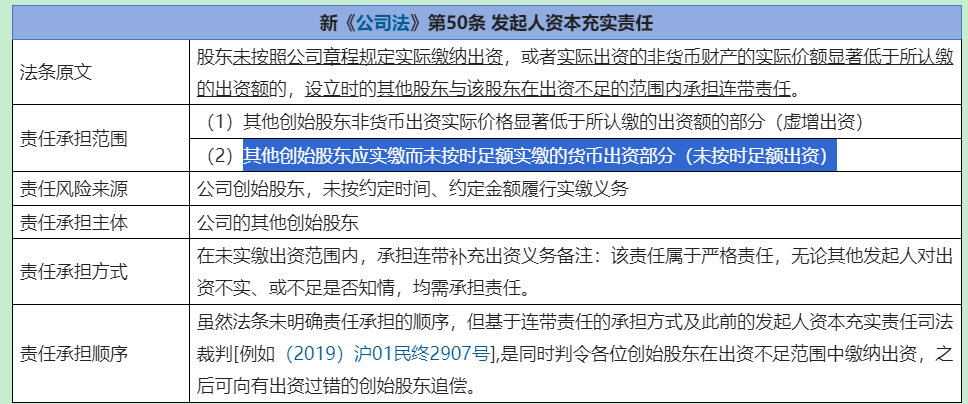 新《公司法》第50条 发起人资本充实责任
法条原文
股东未按照公司章程规定实际缴纳出资，或者实际出资的非货币财产的实际价额显著低于所认缴
的出资额的，设立时的其他股东与该股东在出资不足的范围内承担连带责任。
责任承担范围
（1）其他创始股东非货币出资实际价格显著低于所认缴的出资额的部分（虚增出资）
（2）其他创始股东应实缴而未按时足额实缴的货币出资部分（未按时足额出资）
责任风险来源
公司创始股东，未按约定时间、约定金额履行实缴义务
责任承担主体
公司的其他创始股东
责任承担方式
在未实缴出资范围内，承担连带补充出资义务备注：该责任属于严格责任，无论其他发起人对出
资不实、或不足是否知情，均需承担责任。
责任承担顺序
虽然法条未明确责任承担的顺序，但基于连带责任的承担方式及此前的发起人资本充实责任司法
裁判[例如（2019）沪01民终2907号],是同时判令各位创始股东在出资不足范围中缴纳出资，之
后可向有出资过错的创始股东追偿。